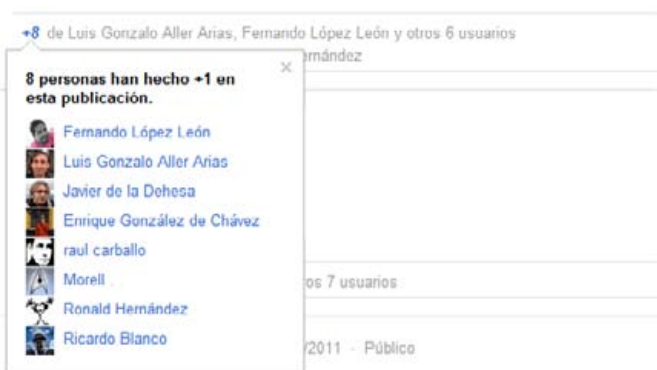 +8 de Luis Gonzalo Aller Arias, Fernando López León y otros 6 usuarios
ernández
×
8 personas han hecho +1 en
esta publicación.
Fernando López León
Luis Gonzalo Aller Arias
Javier de la Dehesa
Enrique González de Chávez
raul carballo
Morell .
Ronald Hernández
Ricardo Blanco
os 7 usuarios
/2011 - Público